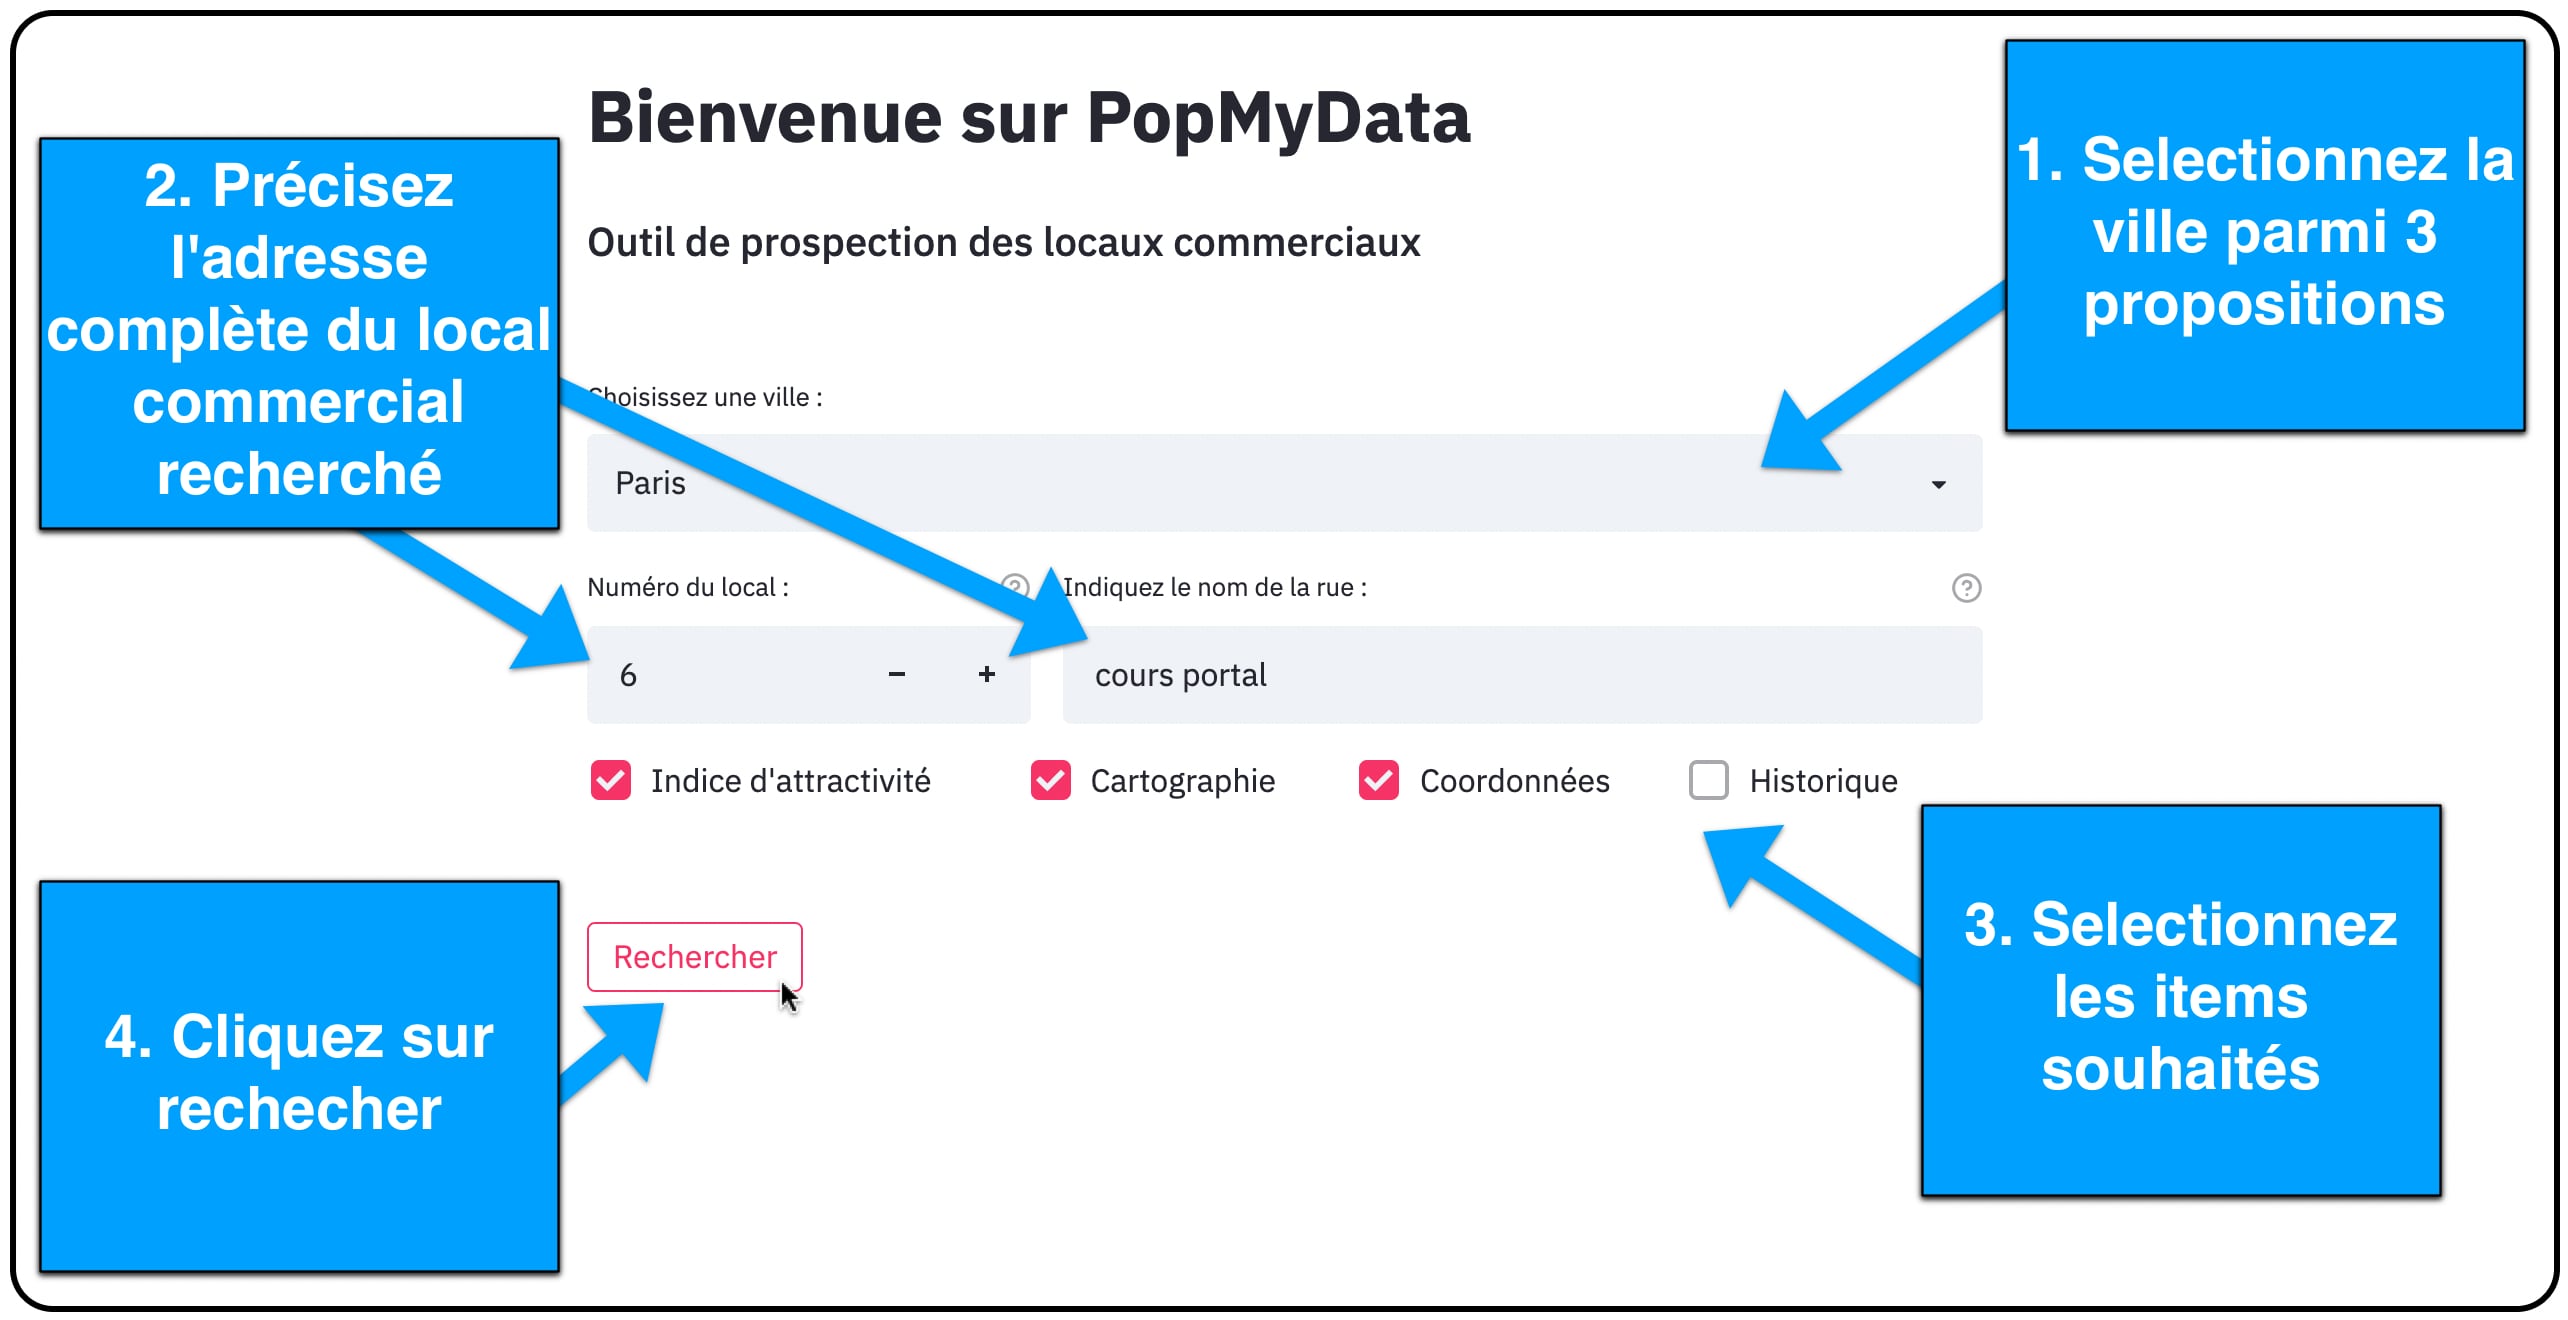 Bienvenue sur PopMyData
Outil de prospection des locaux commerciaux
1. Selectionnez la
ville parmi 3
propositions
2. Précisez
l'adresse
complète du local
commercial
recherché
Choisissez une ville :
Paris
Numéro du local :
Indiquez le nom de la rue :
6
cours portal
Indice d'attractivité
Cartographie
Coordonnées
Historique
3. Selectionnez
les items
souhaités
Rechercher
4. Cliquez sur
rechecher